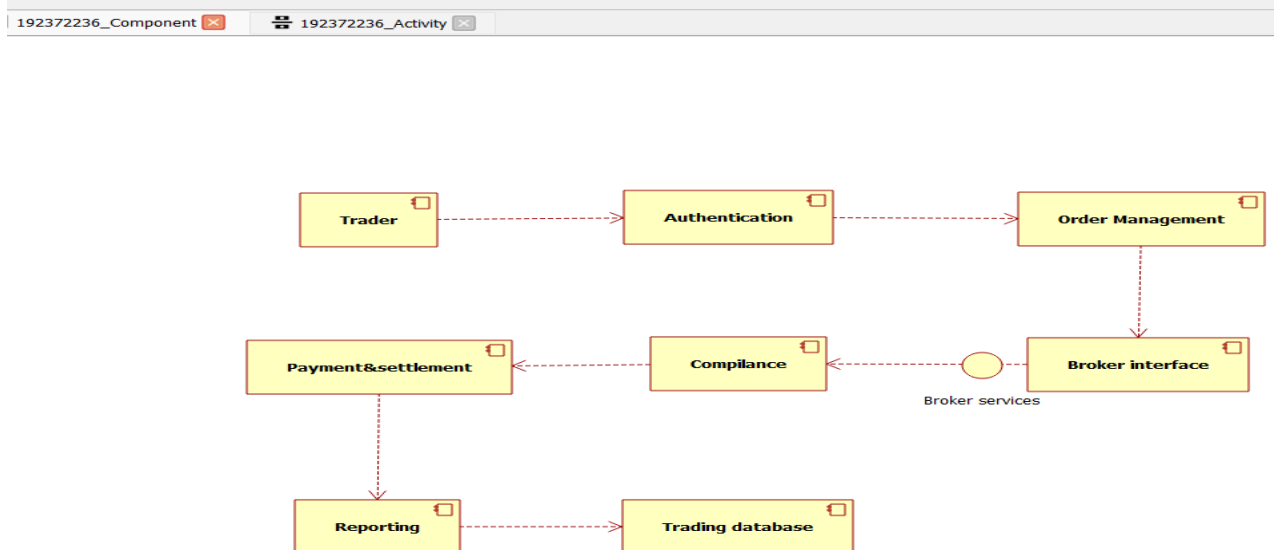 192372236_Component
192372236_Activity
Trader
Authentication
Order Management
Payment&settlement
Compilance
Broker interface
Broker services
Reporting
Trading database